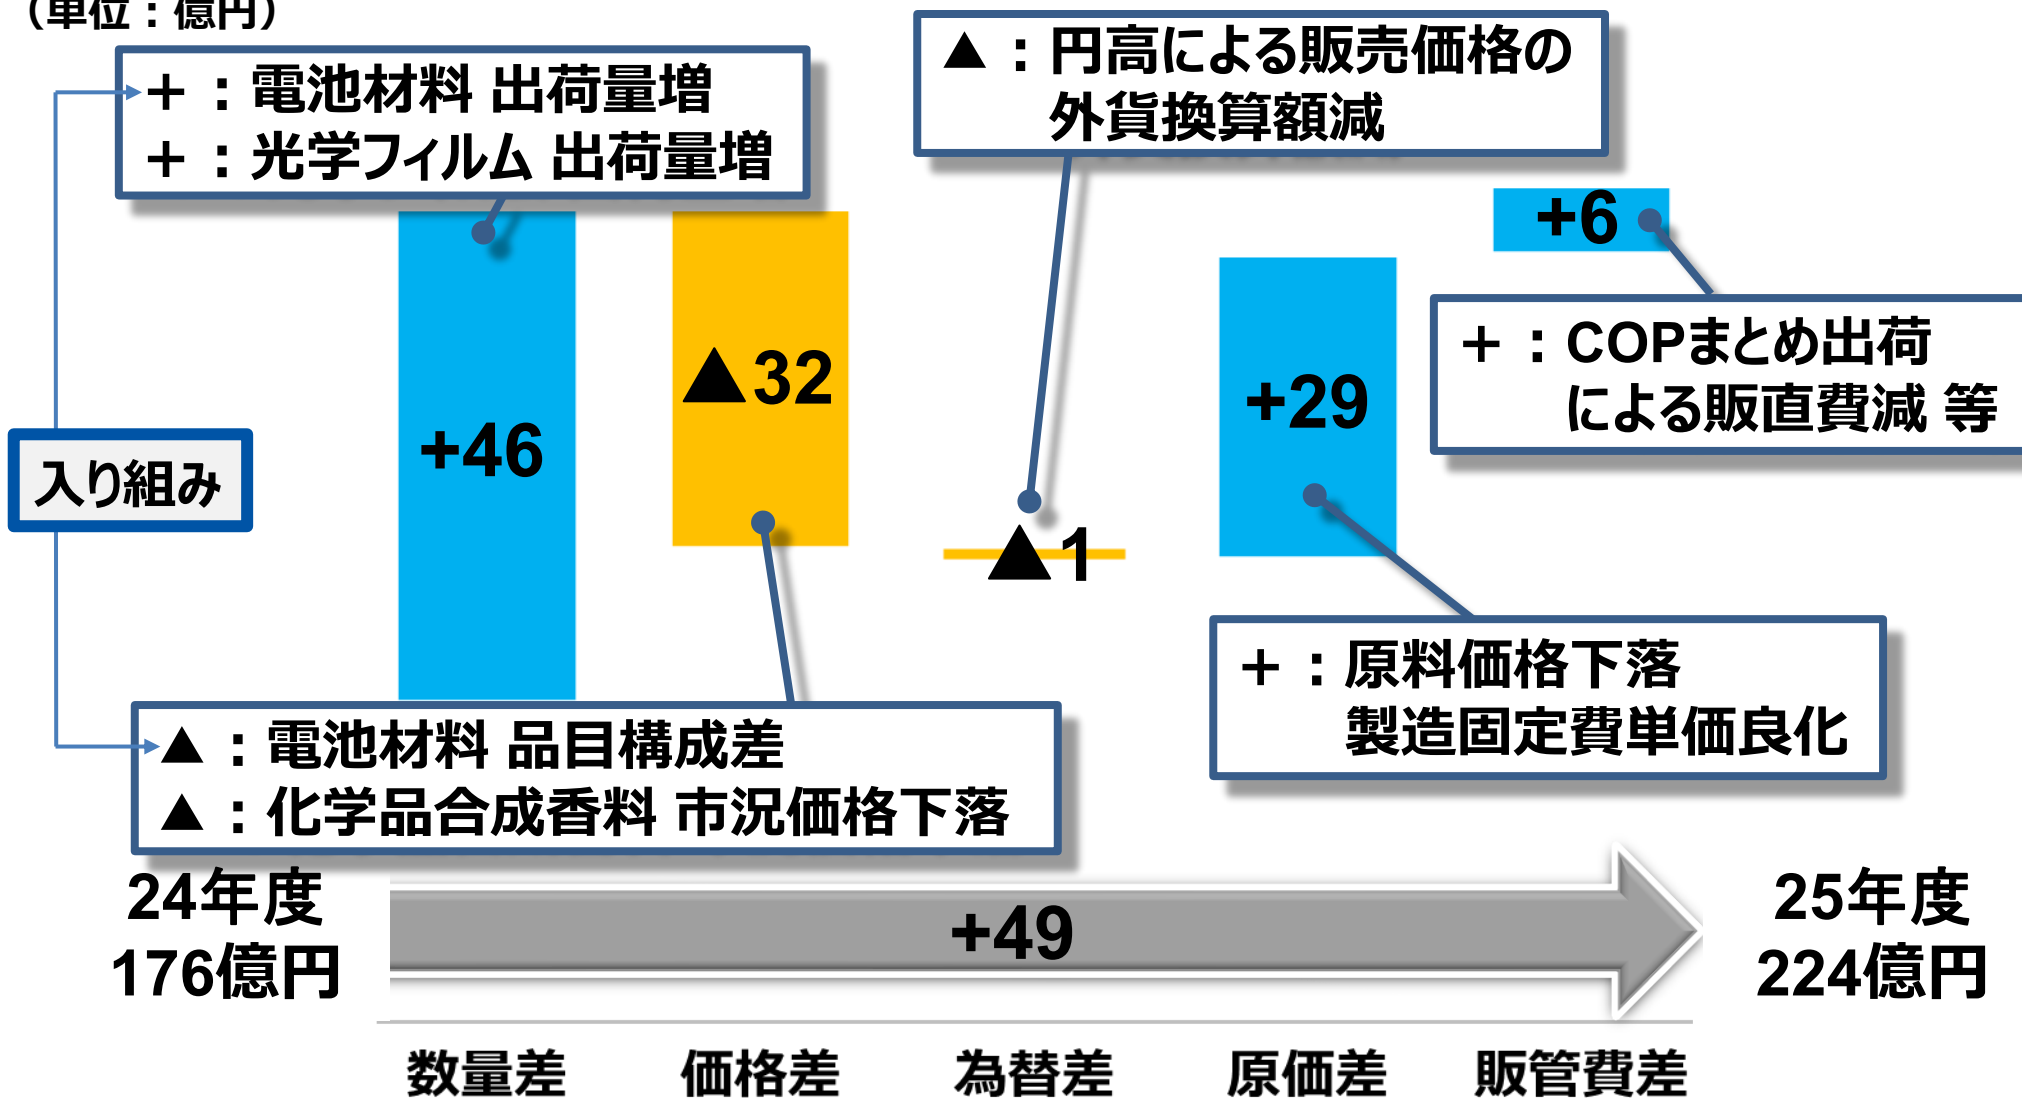 （単位：億円）
＋：電池材料 出荷量増
＋：光学フィルム 出荷量増
▲：円高による販売価格の
外貨換算額減
+6
▲32
+29
+46
＋：COPまとめ出荷
による販直費減 等
入り組み
▲1
＋：原料価格下落
製造固定費単価良化
▲：電池材料 品目構成差
▲：化学品合成香料 市況価格下落
24年度
176億円
+49
25年度
224億円
数量差 価格差 為替差 原価差 販管費差